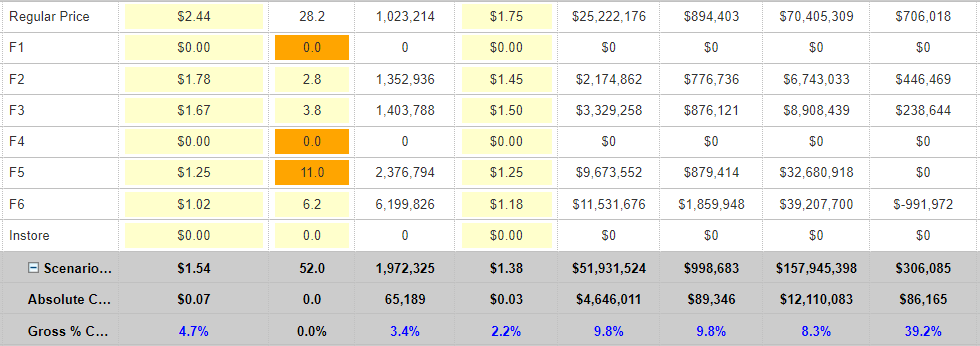 Regular Price $2.44 28.2 1,023,214 $1.75 $25,222,176 $894,403 $70,405,309 $706,018
F1 $0.00 0.0 0 $0.00 $0 $0 $0 $0
F2 $1.78 2.8 1,352,936 $1.45 $2,174,862 $776,736 $6,743,033 $446,469
F3 $1.67 3.8 1,403,788 $1.50 $3,329,258 $876,121 $8,908,439 $238,644
F4 $0.00 0.0 0 $0.00 $0 $0 $0 $0
F5 $1.25 11.0 2,376,794 $1.25 $9,673,552 $879,414 $32,680,918 $0
F6 $1.02 6.2 6,199,826 $1.18 $11,531,676 $1,859,948 $39,207,700 $-991,972
Instore $0.00 0.0 0 $0.00 $0 $0 $0 $0
Scenario... $1.54 52.0 1,972,325 $1.38 $51,931,524 $998,683 $157,945,398 $306,085
Absolute C... $0.07 0.0 65,189 $0.03 $4,646,011 $89,346 $12,110,083 $86,165
Gross % C... 4.7% 0.0% 3.4% 2.2% 9.8% 9.8% 8.3% 39.2%